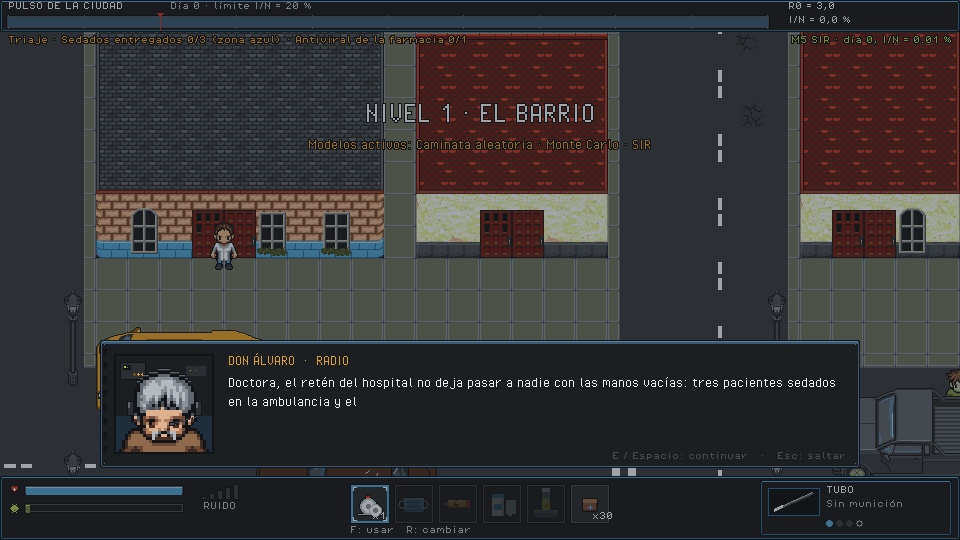 PULSO DE LA CIUDAD
Día 0 · límite I/N = 20 %
R0 = 3,0
I/N = 0,0 %
Triaje · Sedados entregados 0/3 (zona azul) · Antiviral de la farmacia 0/1
M5 SIR · día 0, I/N = 0.01 %
NIVEL 1 · EL BARRIO
Modelos activos: Caminata aleatoria · Monte Carlo · SIR
DON ÁLVARO · RADIO
Doctora, el retén del hospital no deja pasar a nadie con las manos vacías: tres pacientes sedados
en la ambulancia y el
E / Espacio: continuar · Esc: saltar
RUIDO
x1
x30
F: usar R: cambiar
TUBO
Sin munición